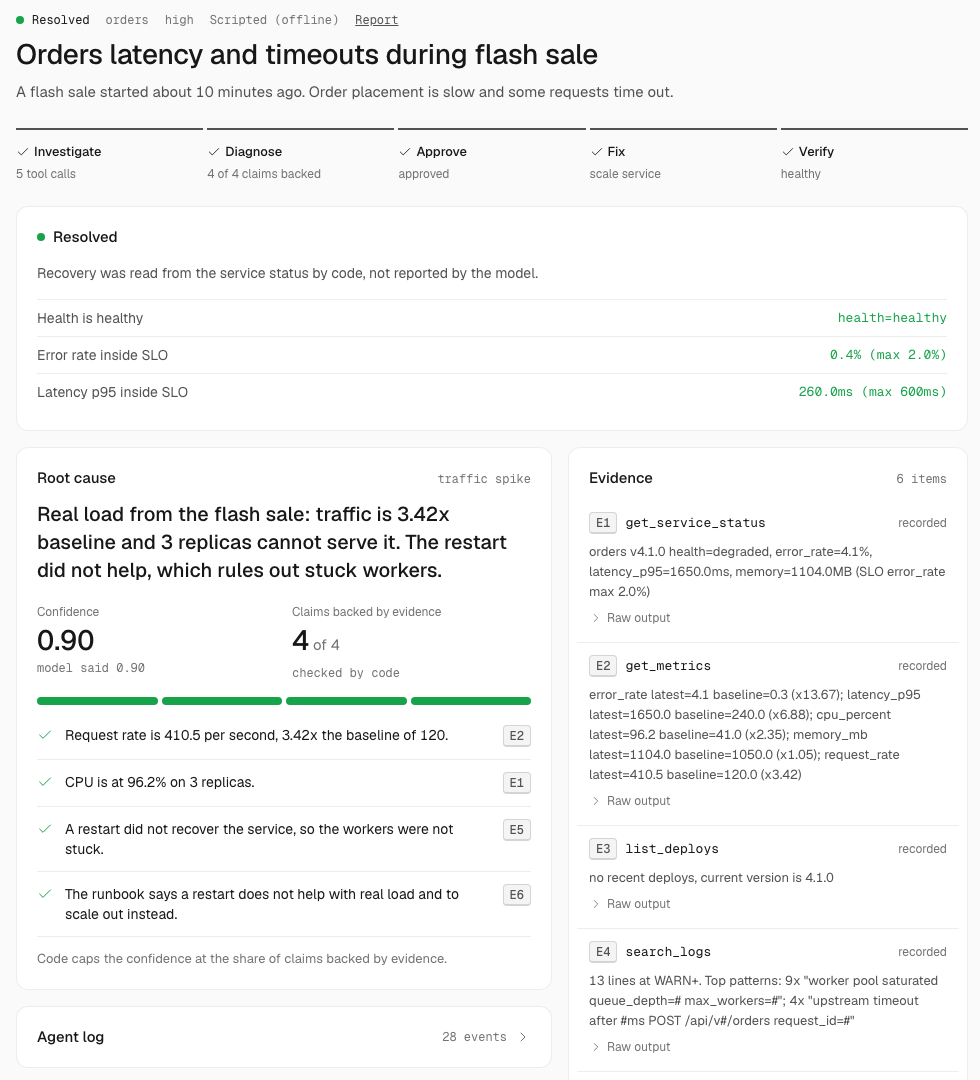 Resolved orders high Scripted (offline) Report
Orders latency and timeouts during flash sale
A flash sale started about 10 minutes ago. Order placement is slow and some requests time out.
Investigate
5 tool calls
Diagnose
4 of 4 claims backed
Approve
approved
Fix
scale service
Verify
healthy
Resolved
Recovery was read from the service status by code, not reported by the model.
Health is healthy health=healthy
Error rate inside SLO 0.4% (max 2.0%)
Latency p95 inside SLO 260.0ms (max 600ms)
Root cause traffic spike
Real load from the flash sale: traffic is 3.42x
baseline and 3 replicas cannot serve it. The restart
did not help, which rules out stuck workers.
Confidence
0.90
model said 0.90
Claims backed by evidence
4 of 4
checked by code
Request rate is 410.5 per second, 3.42x the baseline of 120. E2
CPU is at 96.2% on 3 replicas. E1
A restart did not recover the service, so the workers were not E5
stuck.
The runbook says a restart does not help with real load and to E6
scale out instead.
Code caps the confidence at the share of claims backed by evidence.
Agent log 28 events
Evidence 6 items
E1 get_service_status recorded
orders v4.1.0 health=degraded, error_rate=4.1%,
latency_p95=1650.0ms, memory=1104.0MB (SLO error_rate
max 2.0%)
Raw output
E2 get_metrics recorded
error_rate latest=4.1 baseline=0.3 (x13.67); latency_p95
latest=1650.0 baseline=240.0 (x6.88); cpu_percent
latest=96.2 baseline=41.0 (x2.35); memory_mb
latest=1104.0 baseline=1050.0 (x1.05); request_rate
latest=410.5 baseline=120.0 (x3.42)
Raw output
E3 list_deploys recorded
no recent deploys, current version is 4.1.0
Raw output
E4 search_logs recorded
13 lines at WARN+. Top patterns: 9x "worker pool saturated
queue_depth=# max_workers=#"; 4x "upstream timeout
after #ms POST /api/v#/orders request_id=#"
Raw output